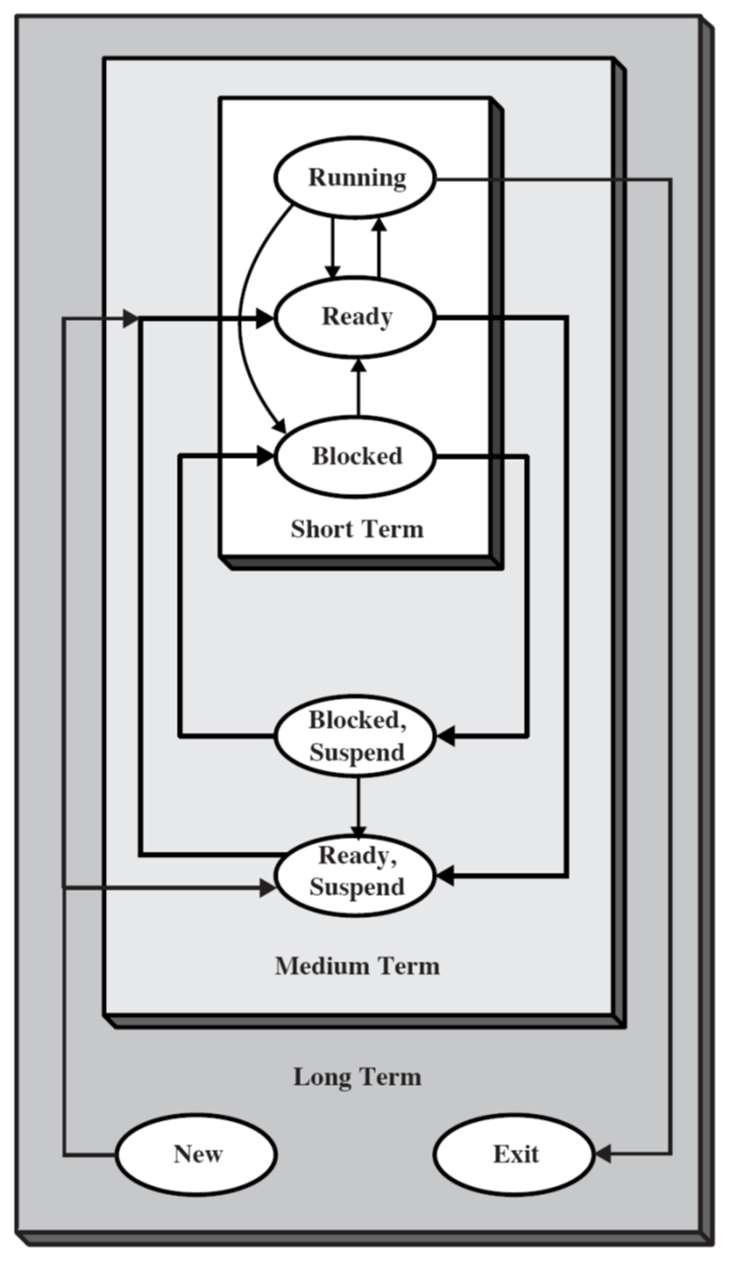 Running
Ready
Blocked
Short Term
Blocked,
Suspend
Ready,
Suspend
Medium Term
Long Term
New
Exit